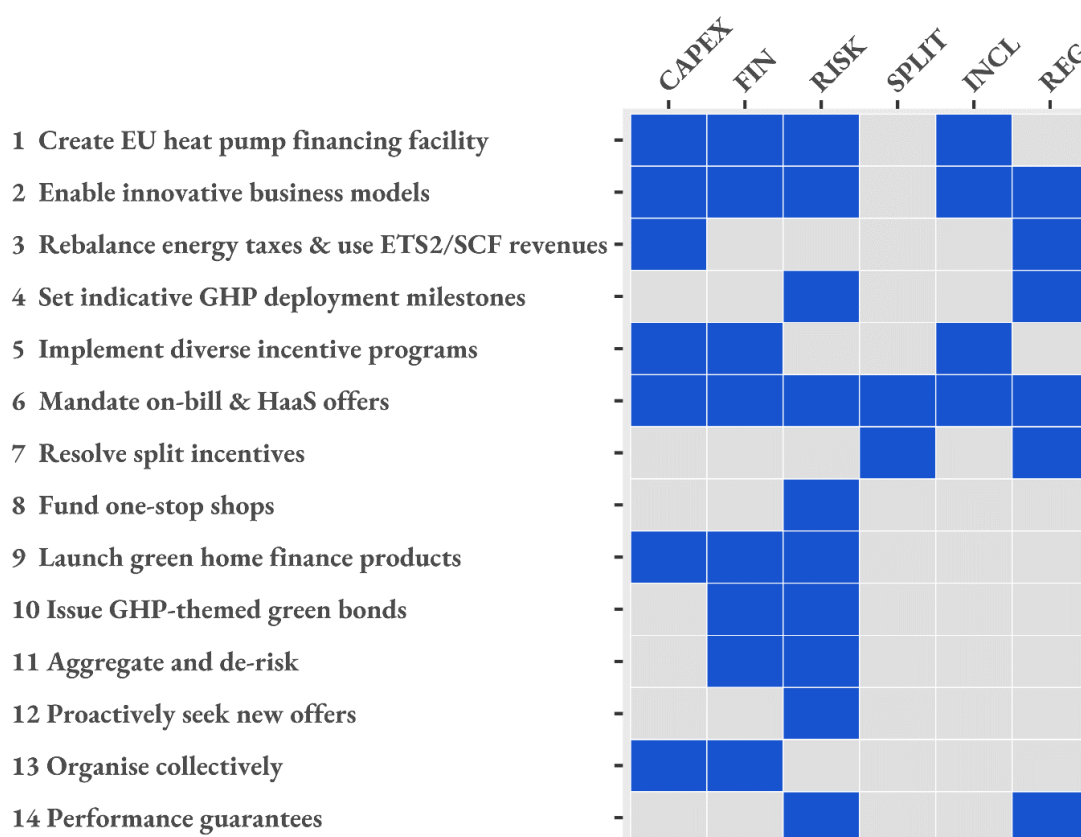 CAPEX FIN RISK SPLIT INCL REG
1 Create EU heat pump financing facility
2 Enable innovative business models
3 Rebalance energy taxes & use ETS2/SCF revenues
4 Set indicative GHP deployment milestones
5 Implement diverse incentive programs
6 Mandate on-bill & HaaS offers
7 Resolve split incentives
8 Fund one-stop shops
9 Launch green home finance products
10 Issue GHP-themed green bonds
11 Aggregate and de-risk
12 Proactively seek new offers
13 Organise collectively
14 Performance guarantees